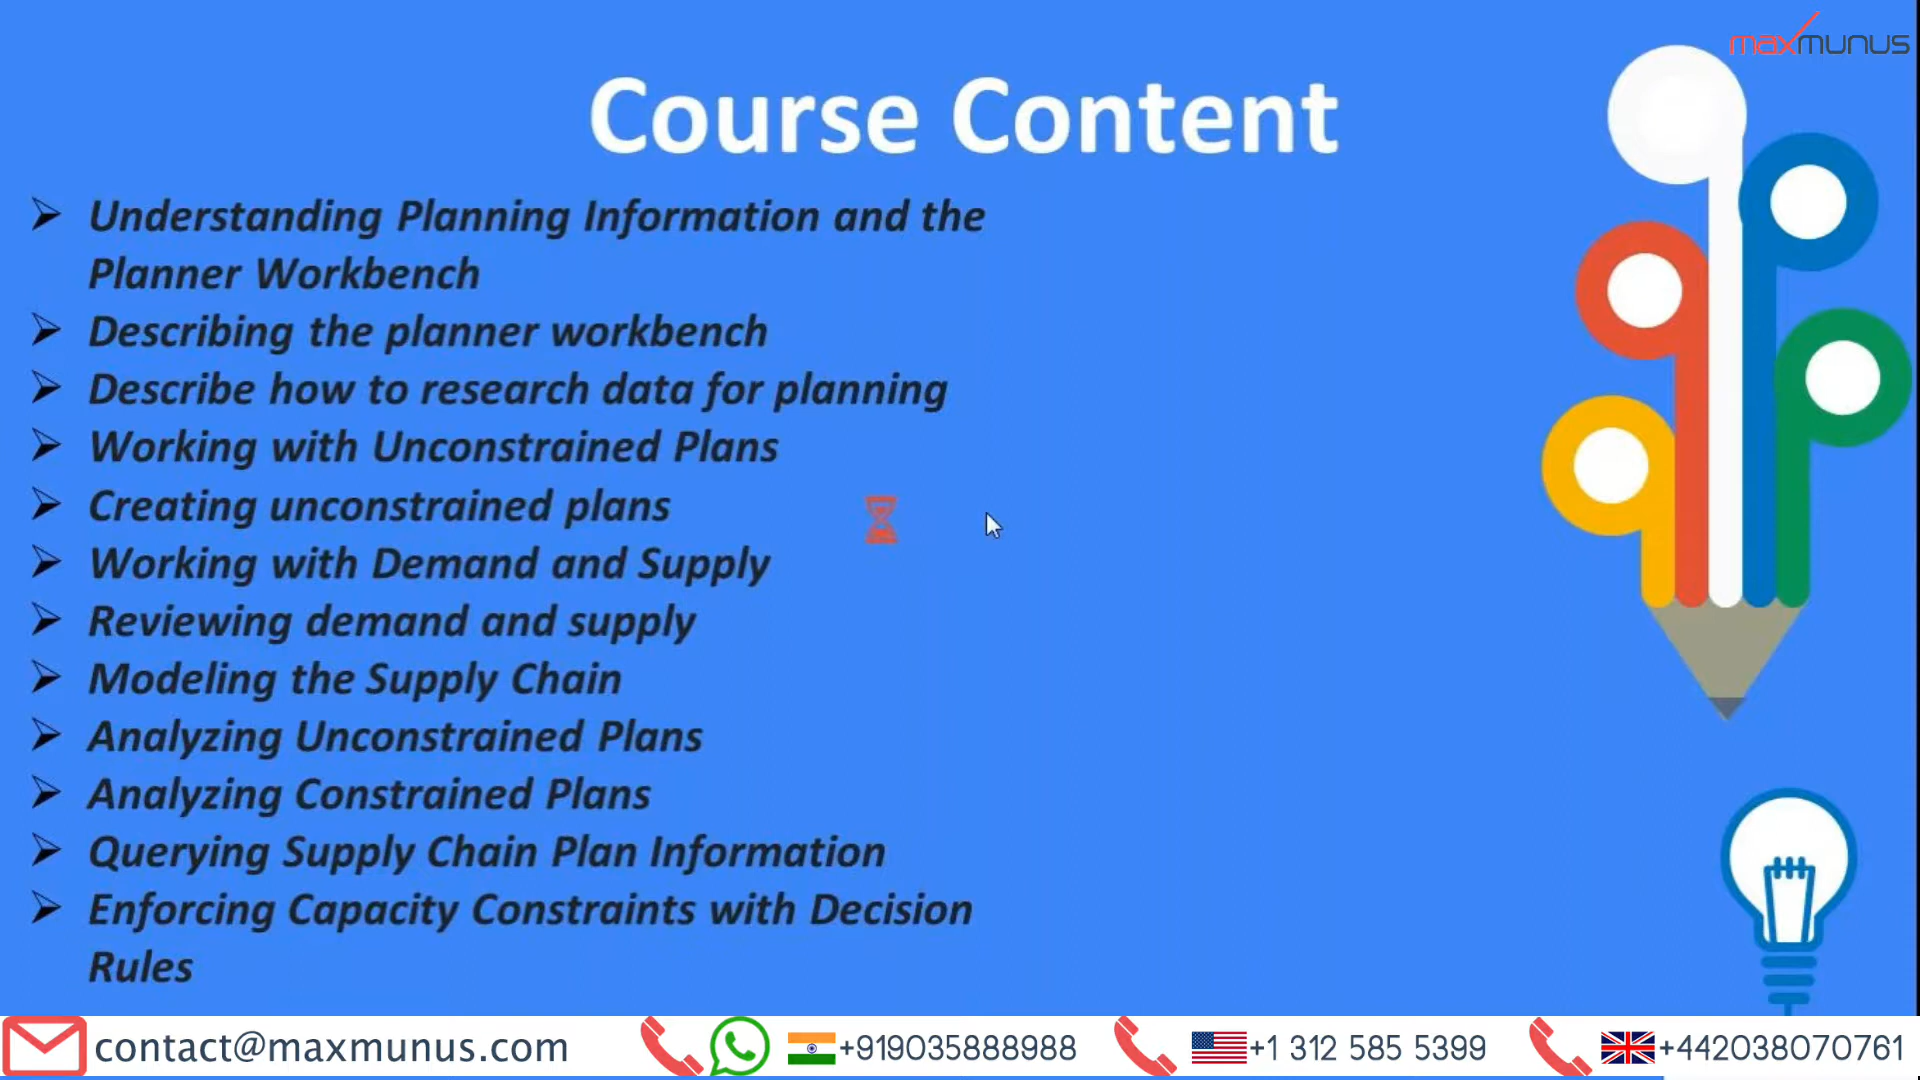 maxmunus
Course Content
➢ Understanding Planning Information and the
Planner Workbench
➢ Describing the planner workbench
➢ Describe how to research data for planning
➢ Working with Unconstrained Plans
➢ Creating unconstrained plans
➢ Working with Demand and Supply
➢ Reviewing demand and supply
➢ Modeling the Supply Chain
➢ Analyzing Unconstrained Plans
➢ Analyzing Constrained Plans
➢ Querying Supply Chain Plan Information
➢ Enforcing Capacity Constraints with Decision
Rules
contact@maxmunus.com +919035888988 +1 312 585 5399 +442038070761